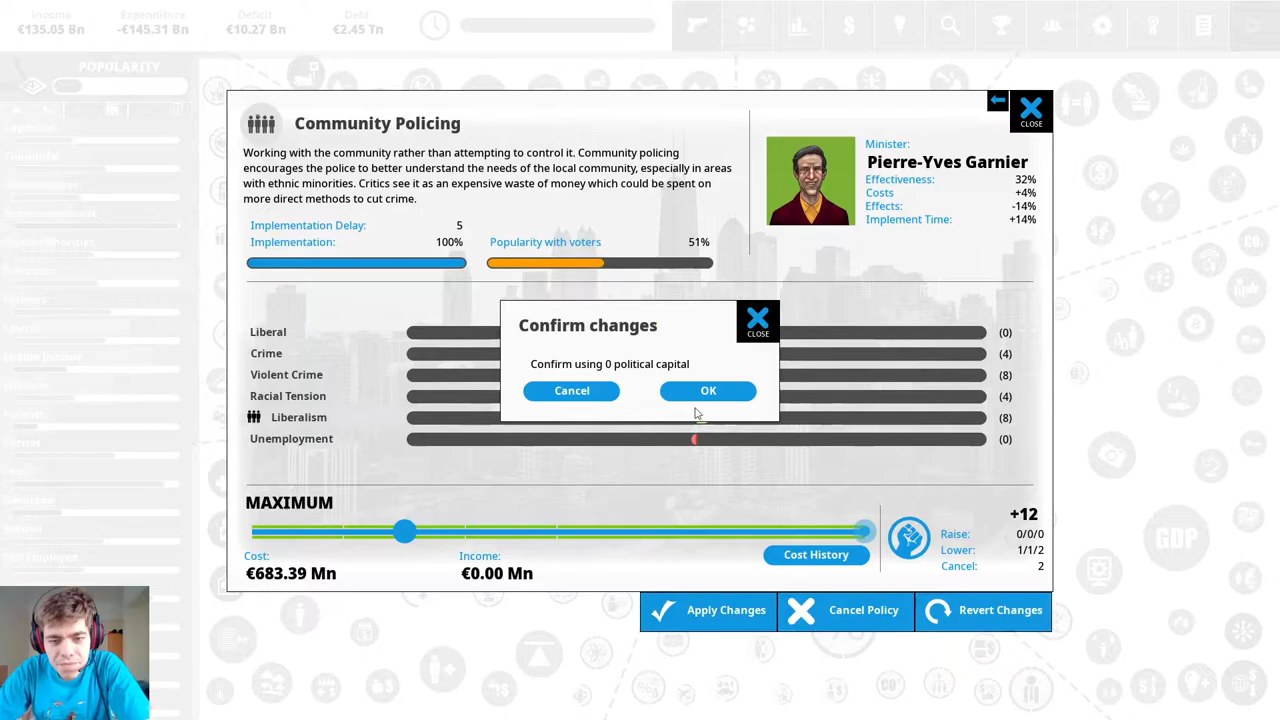 Income Expenditure Deficit Debt
€135.05 Bn -€145.31 Bn €10.27 Bn €2.45 Tn
POPULARITY
CLOSE
Community Policing
Working with the community rather than attempting to control it. Community policing
encourages the police to better understand the needs of the local community, especially in areas
with ethnic minorities. Critics see it as an expensive waste of money which could be spent on
more direct methods to cut crime.
Minister:
Pierre-Yves Garnier
Effectiveness: 32%
Costs +4%
Effects: -14%
Implement Time: +14%
Implementation Delay: 5
Implementation: 100%
Popularity with voters 51%
Confirm changes
CLOSE
Confirm using 0 political capital
Cancel OK
Liberal (0)
Crime (4)
Violent Crime (8)
Racial Tension (4)
Liberalism (8)
Unemployment (0)
MAXIMUM
Cost:
€683.39 Mn
Income:
€0.00 Mn
Cost History
+12
Raise: 0/0/0
Lower: 1/1/2
Cancel: 2
Apply Changes Cancel Policy Revert Changes
GDP